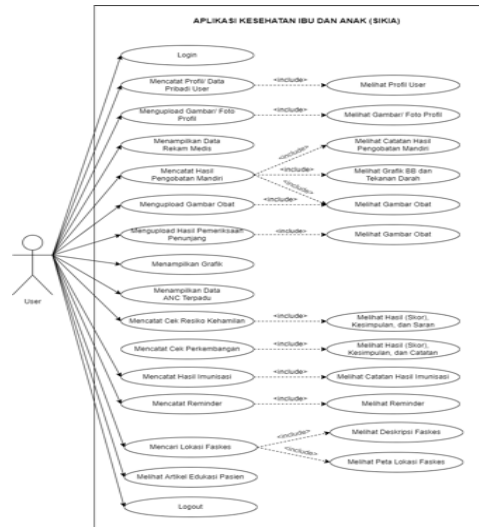 APLIKASI KESEHATAN IBU DAN ANAK (SIKIA)
Login
Mencatat Profil/ Data
Pribadi User
<include>
Melihat Profil User
Mengupload Gambar/ Foto
Profil
<include>
Melihat Gambar/ Foto Profil
Menampilkan Data
Rekam Medis
<include>
Melihat Catatan Hasil
Pengobatan Mandiri
Mencatat Hasil
Pengobatan Mandiri
<include>
Melihat Grafik BB dan
Tekanan Darah
<include>
Mengupload Gambar Obat
<include>
Melihat Gambar Obat
Mengupload Hasil Pemeriksaan
Penunjang
<include>
Melihat Gambar Obat
Menampilkan Grafik
User
Menampilkan Data
ANC Terpadu
Mencatat Cek Resiko Kehamilan
<include>
Melihat Hasil (Skor),
Kesimpulan, dan Saran
Mencatat Cek Perkembangan
<include>
Melihat Hasil (Skor),
Kesimpulan, dan Catatan
Mencatat Hasil Imunisasi
<include>
Melihat Catatan Hasil Imunisasi
Mencatat Reminder
<include>
Melihat Reminder
Mencari Lokasi Faskes
<include>
Melihat Deskripsi Faskes
<include>
Melihat Peta Lokasi Faskes
Melihat Artikel Edukasi Pasien
Logout